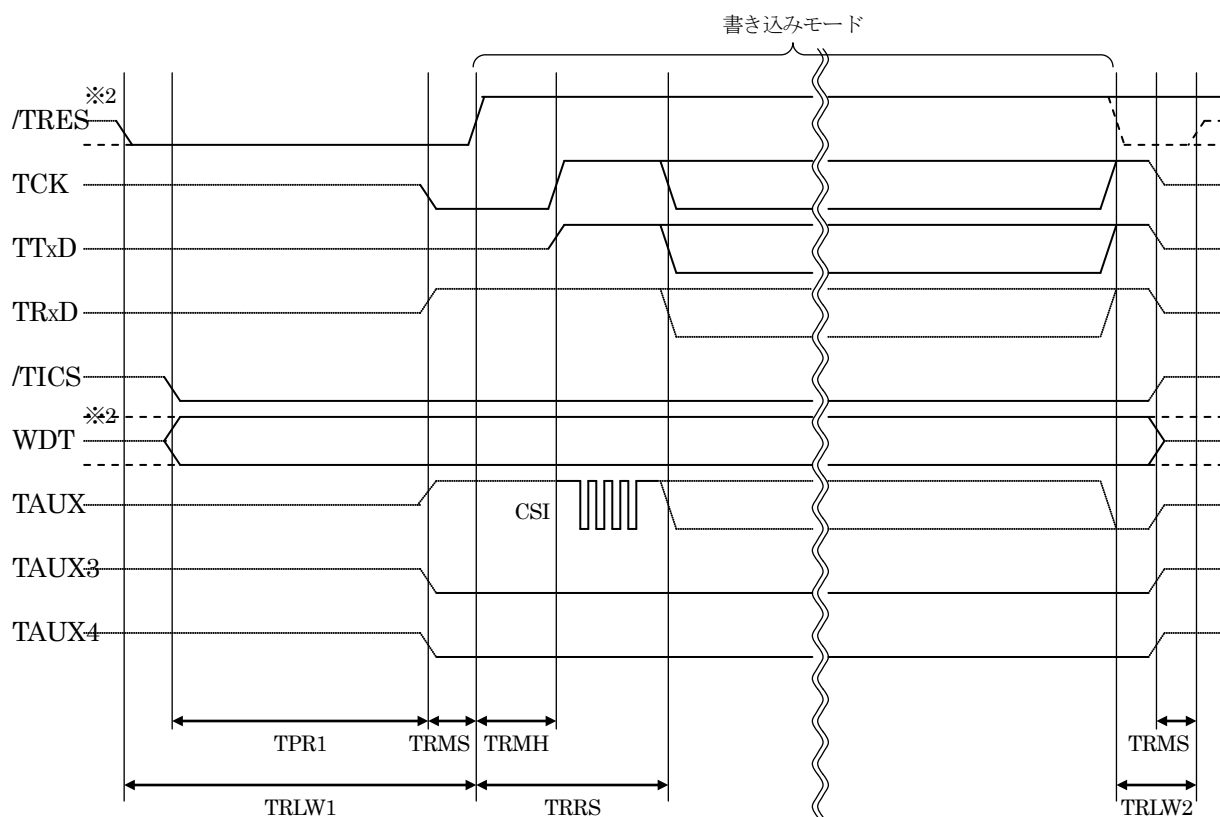 書き込みモード
※2
/TRES
TCK
TTxD
TRxD
/TICS
※2
WDT
TAUX
CSI
TAUX3
TAUX4
TPR1
TRMS
TRMH
TRMS
TRLW1
TRRS
TRLW2